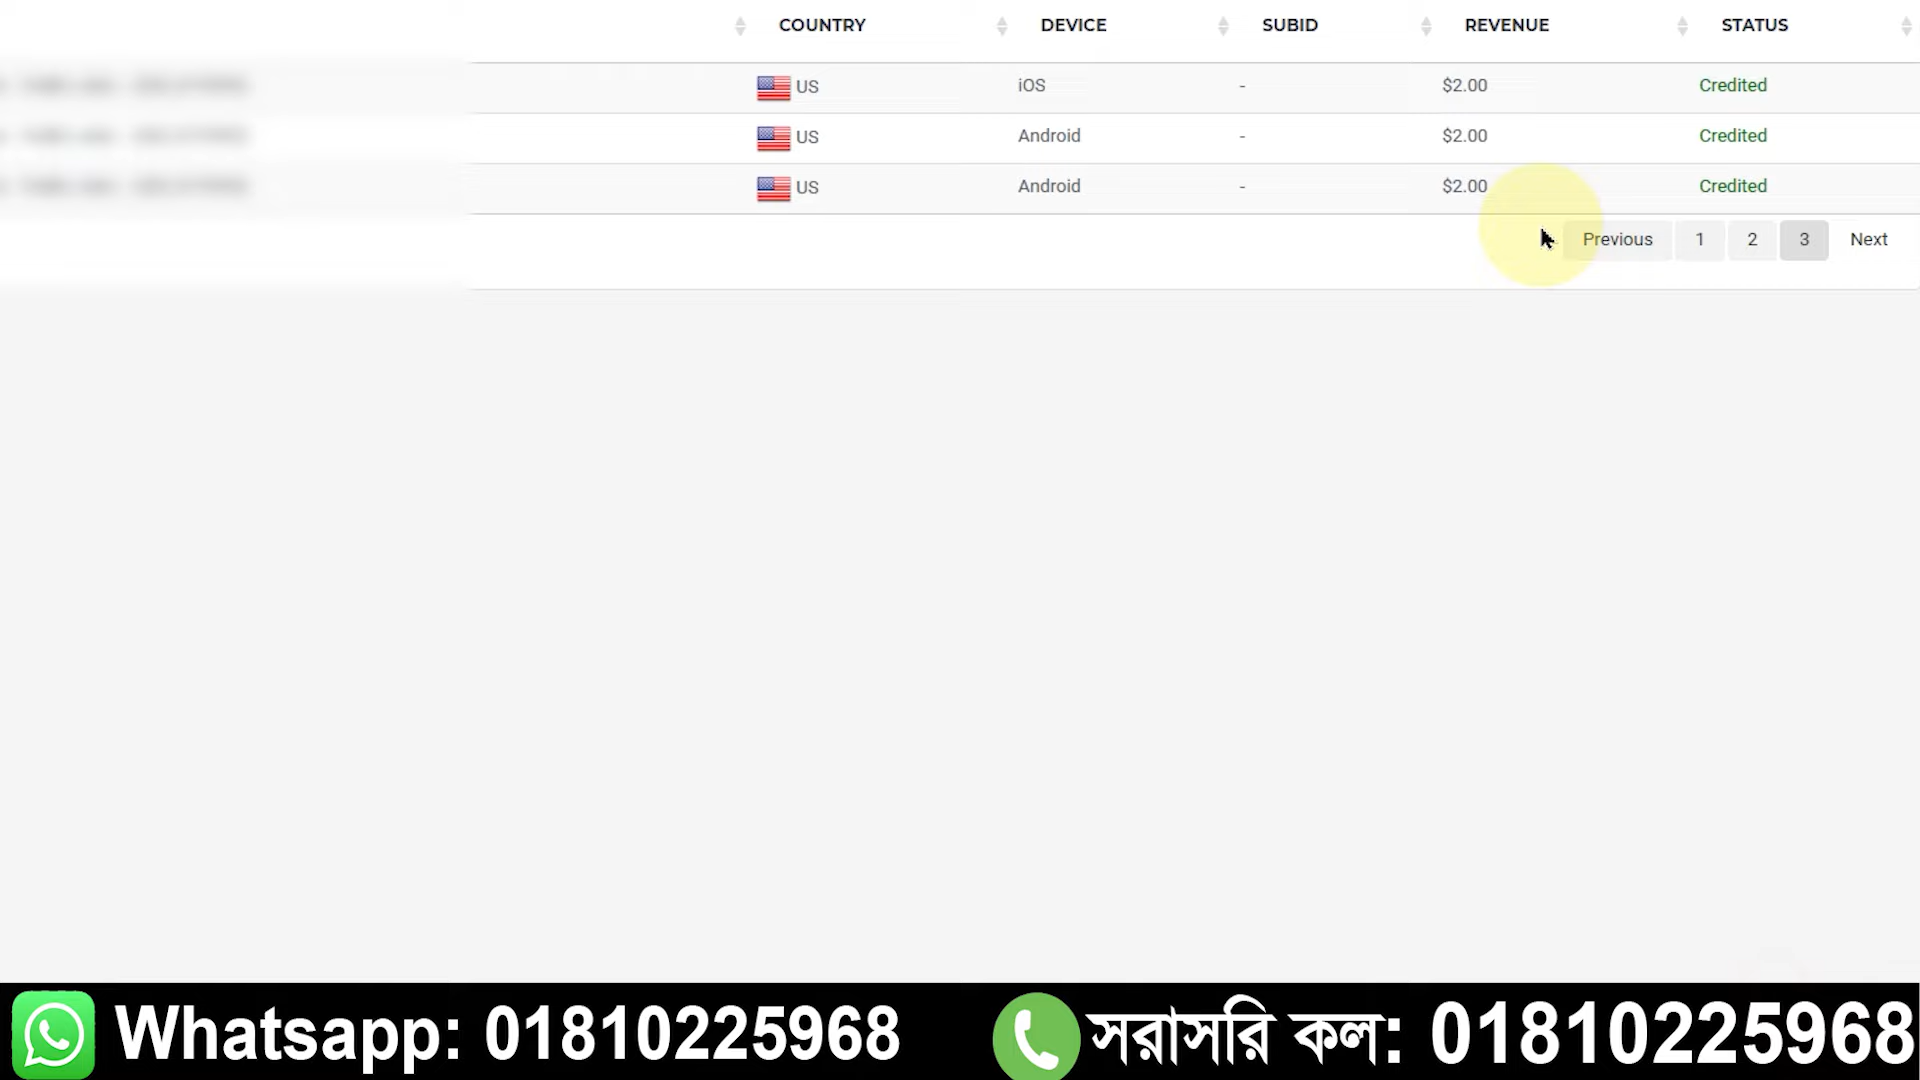 COUNTRY DEVICE SUBID REVENUE STATUS
US iOS - $2.00 Credited
US Android - $2.00 Credited
US Android - $2.00 Credited
Previous 1 2 3 Next
Whatsapp: 01810225968 সরাসরি কল: 01810225968